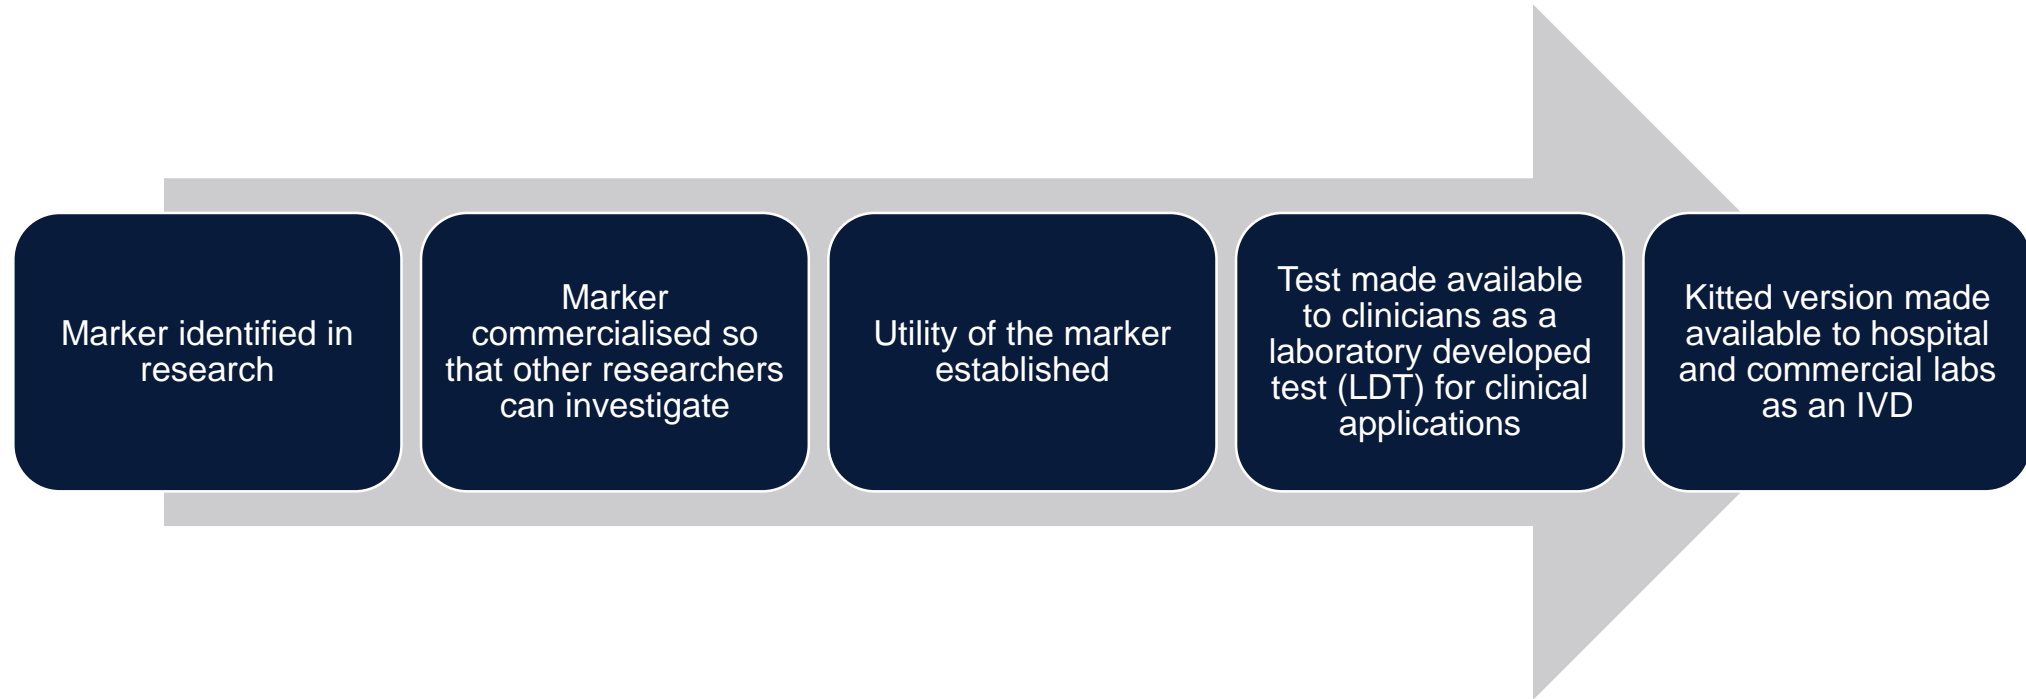 Marker identified in
research
Marker
commercialised so
that other researchers
can investigate
Utility of the marker
established
Test made available
to clinicians as a
laboratory developed
test (LDT) for clinical
applications
Kitted version made
available to hospital
and commercial labs
as an IVD